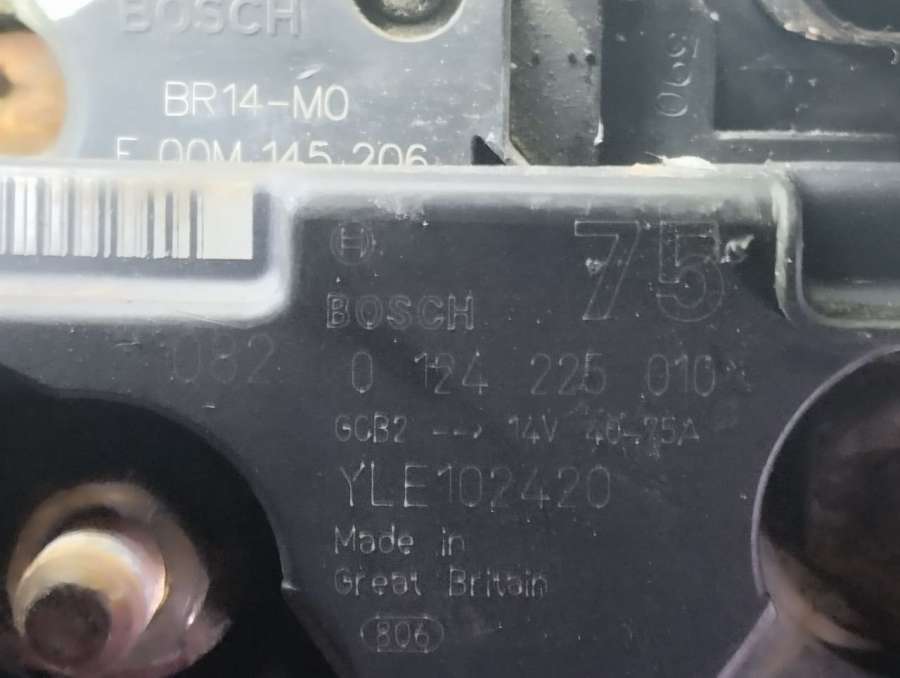 BOSCH
BR14-M0
F 00M 145 206
060
75
BOSCH
082
0 124 225 010
GCB2 --> 14V 40-75A
YLE102420
Made in
Great Britain
806